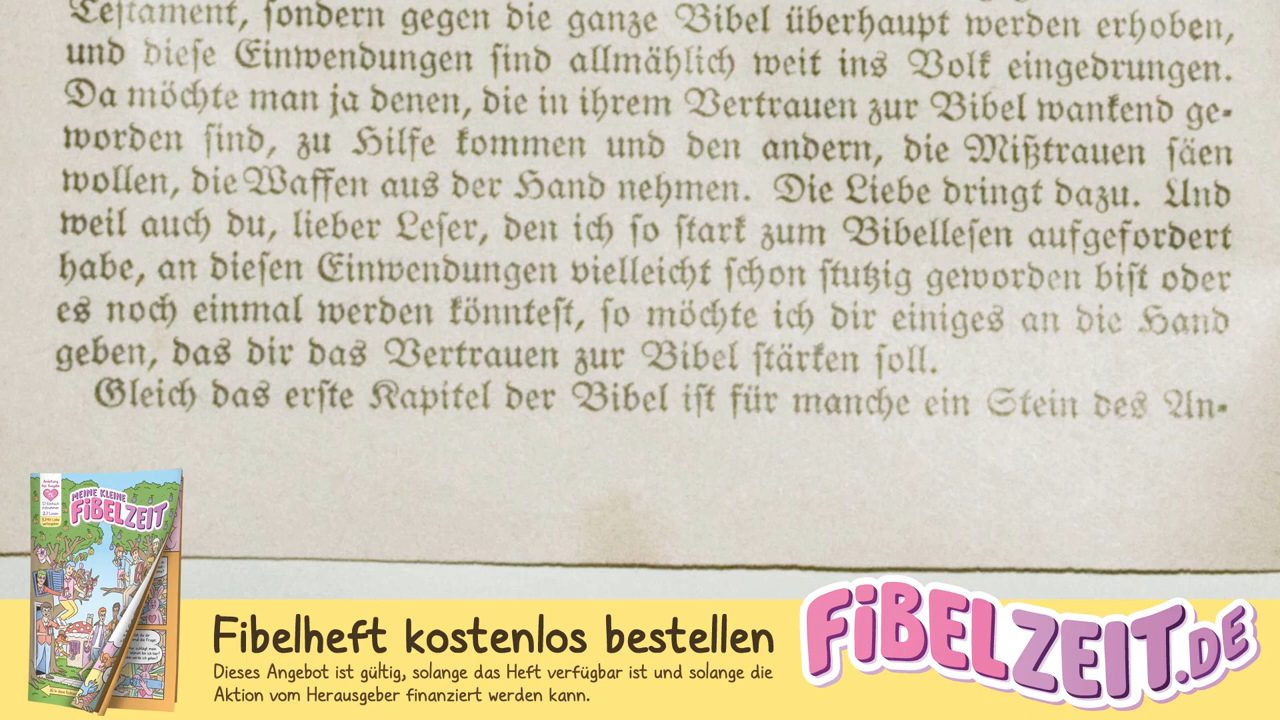 Testament, sondern gegen die ganze Bibel überhaupt werden erhoben,
und diese Einwendungen sind allmählich weit ins Volk eingedrungen.
Da möchte man ja denen, die in ihrem Vertrauen zur Bibel wankend ge-
worden sind, zu Hilfe kommen und den andern, die Mißtrauen säen
wollen, die Waffen aus der Hand nehmen. Die Liebe dringt dazu. Und
weil auch du, lieber Leser, den ich so stark zum Bibellesen aufgefordert
habe, an diesen Einwendungen vielleicht schon stutzig geworden bist oder
es noch einmal werden könntest, so möchte ich dir einiges an die Hand
geben, das dir das Vertrauen zur Bibel stärken soll.
Gleich das erste Kapitel der Bibel ist für manche ein Stein des An-
MEINE KLEINE
FiBELZEIT
Fibelheft kostenlos bestellen
Dieses Angebot ist gültig, solange das Heft verfügbar ist und solange die
Aktion vom Herausgeber finanziert werden kann.
FiBELZEIT.DE